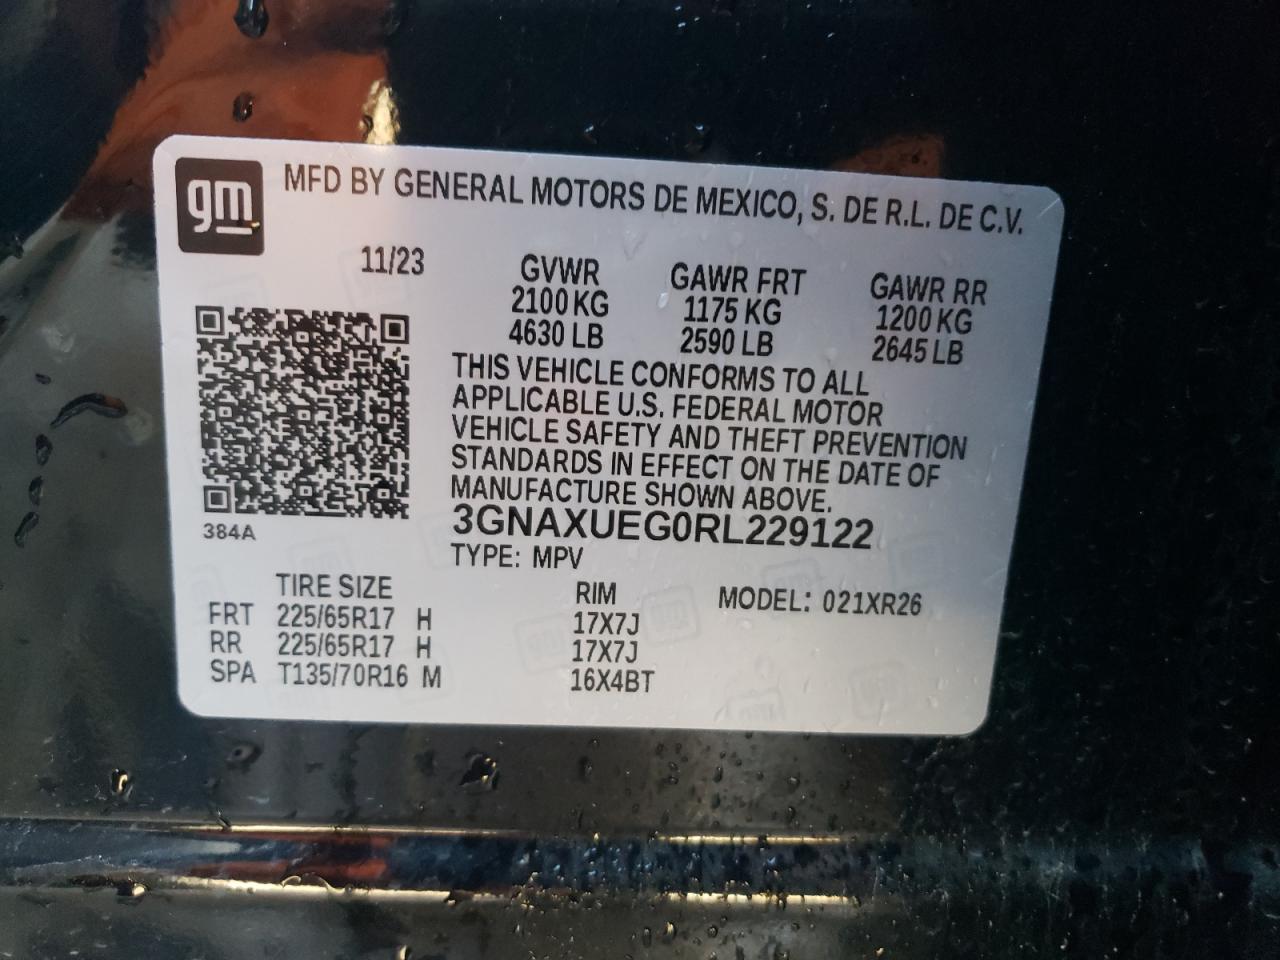 gm
MFD BY GENERAL MOTORS DE MEXICO, S. DE R.L. DE C.V.
11/23
GVWR GAWR FRT GAWR RR
2100 KG 1175 KG 1200 KG
4630 LB 2590 LB 2645 LB
THIS VEHICLE CONFORMS TO ALL
APPLICABLE U.S. FEDERAL MOTOR
VEHICLE SAFETY AND THEFT PREVENTION
STANDARDS IN EFFECT ON THE DATE OF
MANUFACTURE SHOWN ABOVE.
384A
3GNAXUEG0RL229122
TYPE: MPV
TIRE SIZE RIM MODEL: 021XR26
FRT 225/65R17 H 17X7J
RR 225/65R17 H 17X7J
SPA T135/70R16 M 16X4BT